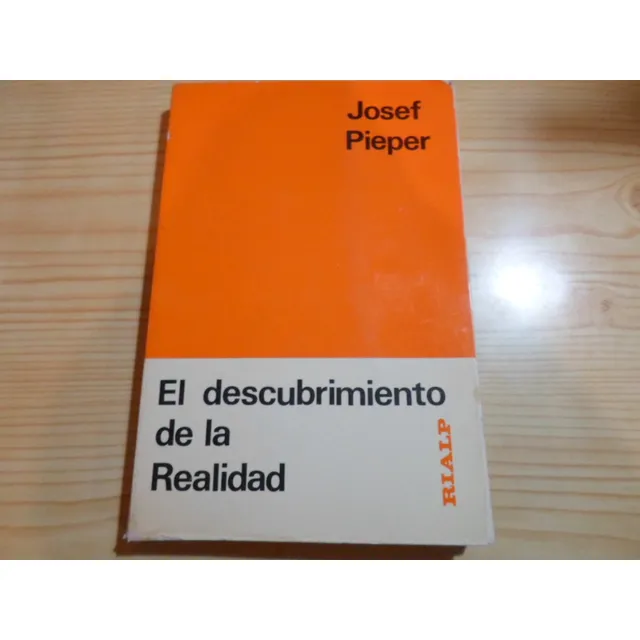 Josef
Pieper
El descubrimiento
de la
Realidad
RIALP